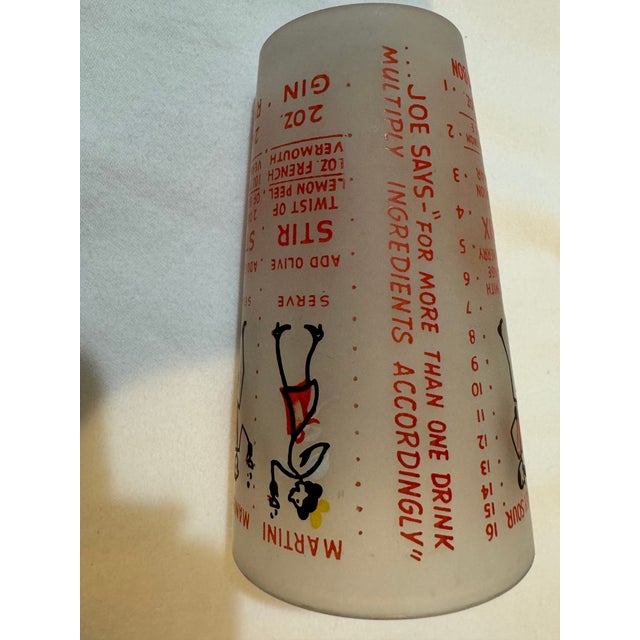 MARTINI
SERVE
ADD OLIVE
STIR
TWIST OF
LEMON PEEL
1 OZ. FRENCH
VERMOUTH
2 OZ.
GIN
...JOE SAYS-"FOR MORE THAN ONE DRINK
MULTIPLY INGREDIENTS ACCORDINGLY"
1
2
3
4
5
6
7
8
9
10
11
12
13
14
15
16
SOUR